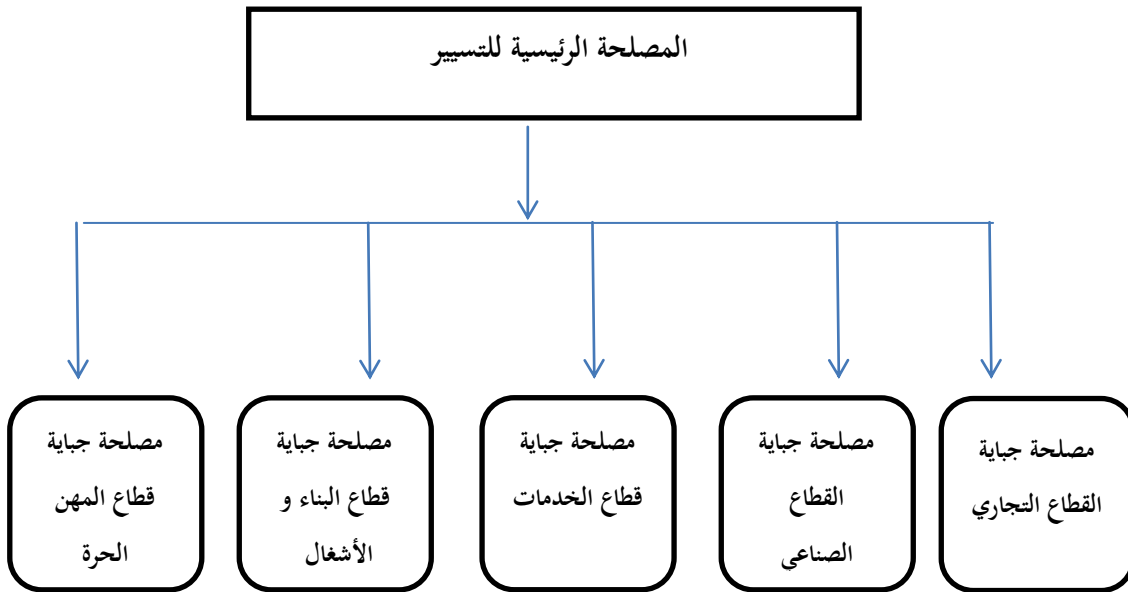 المصلحة الرئيسية للتسيير
مصلحة جباية
القطاع التجاري
مصلحة جباية
القطاع
الصناعي
مصلحة جباية
قطاع الخدمات
مصلحة جباية
قطاع البناء و
الأشغال
مصلحة جباية
قطاع المهن
الحرة